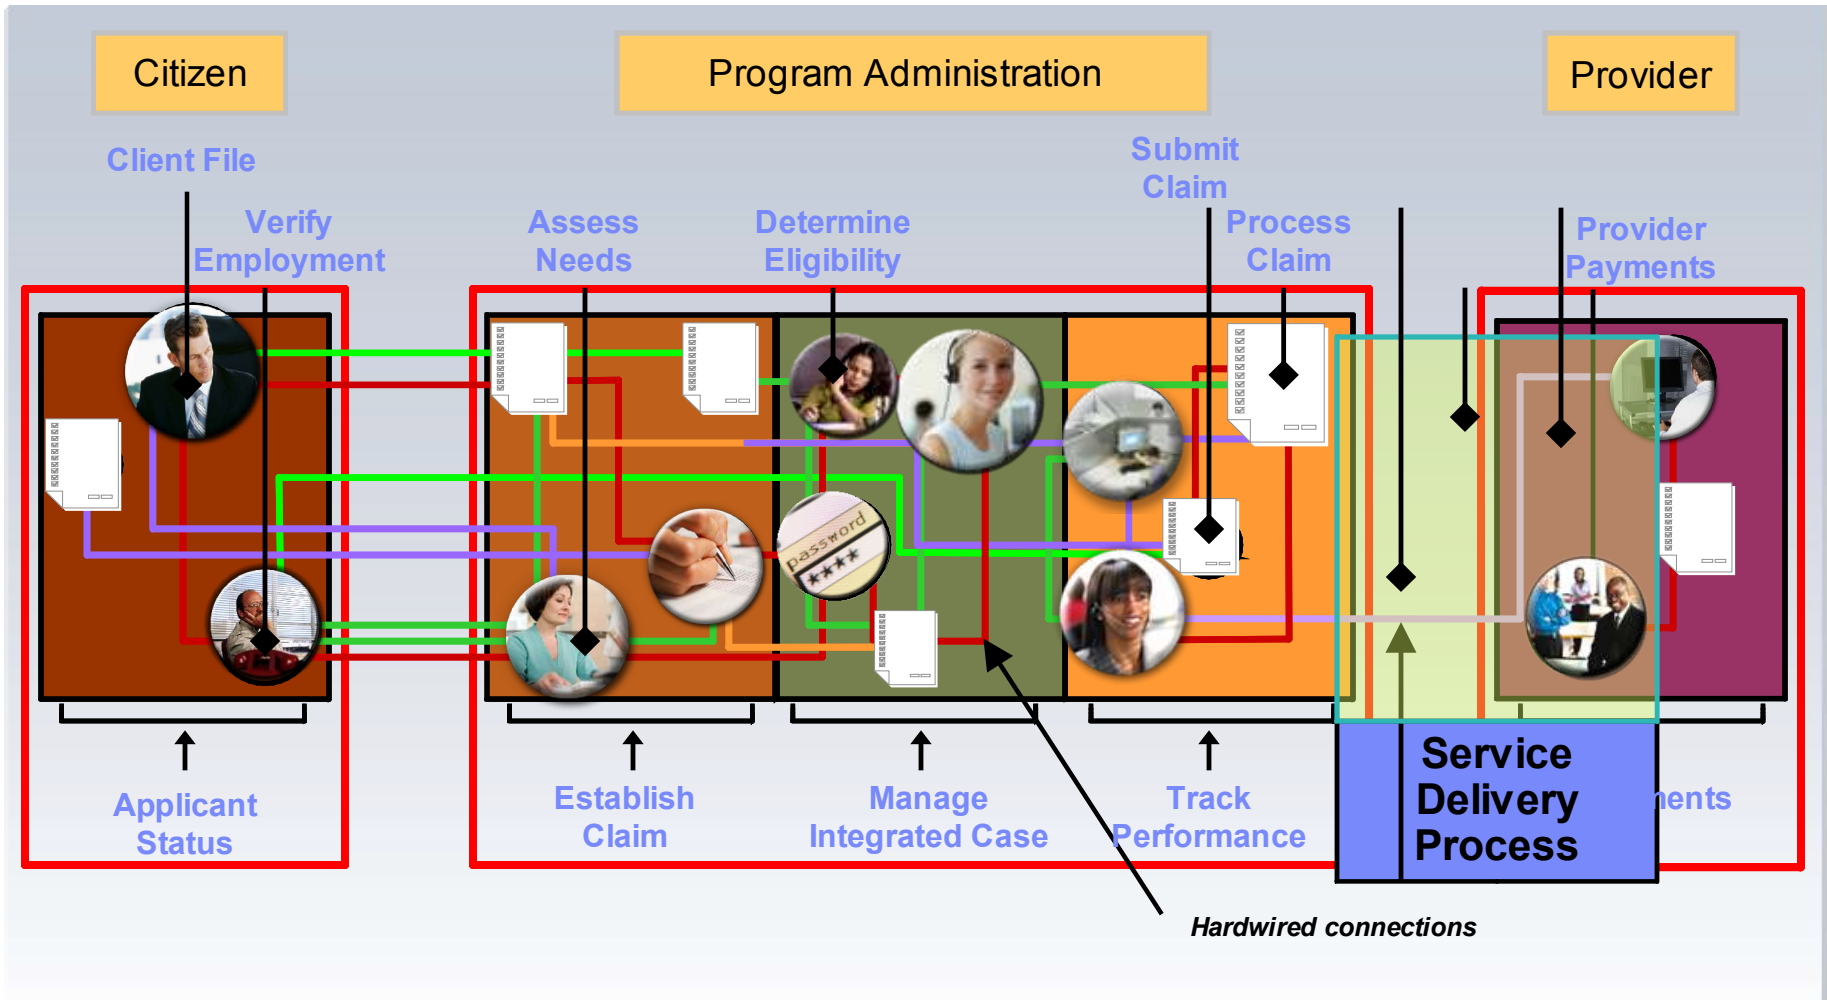 Citizen
Program Administration
Provider
Client File
Submit
Claim
Verify
Employment
Assess
Needs
Determine
Eligibility
Process
Claim
Provider
Payments
password
****
Applicant
Status
Establish
Claim
Manage
Integrated Case
Track
Performance
Service
Delivery
Process
Hardwired connections